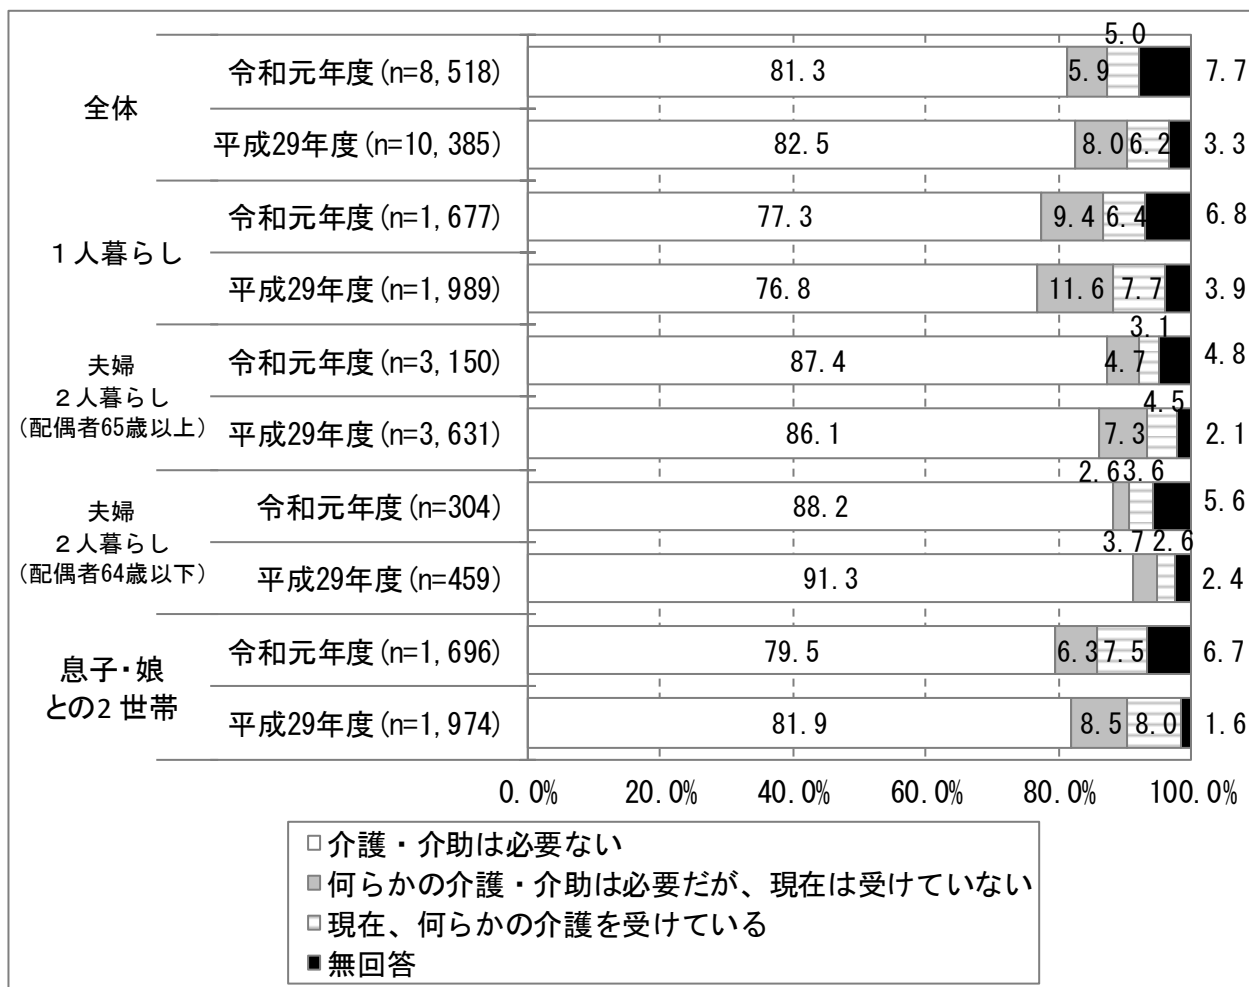 5.0
全体
令和元年度(n=8,518)
81.3
5.9
7.7
平成29年度(n=10,385)
82.5
8.0
6.2
3.3
１人暮らし
令和元年度(n=1,677)
77.3
9.4
6.4
6.8
平成29年度(n=1,989)
76.8
11.6
7.7
3.9
夫婦
２人暮らし
(配偶者65歳以上)
3.1
令和元年度(n=3,150)
87.4
4.7
4.8
4.5
平成29年度(n=3,631)
86.1
7.3
2.1
夫婦
２人暮らし
(配偶者64歳以下)
2.6
3.6
令和元年度(n=304)
88.2
5.6
3.7
2.6
平成29年度(n=459)
91.3
2.4
息子・娘
との2世帯
令和元年度(n=1,696)
79.5
6.3
7.5
6.7
平成29年度(n=1,974)
81.9
8.5
8.0
1.6
0.0%
20.0%
40.0%
60.0%
80.0%
100.0%
介護・介助は必要ない
何らかの介護・介助は必要だが、現在は受けていない
現在、何らかの介護を受けている
無回答